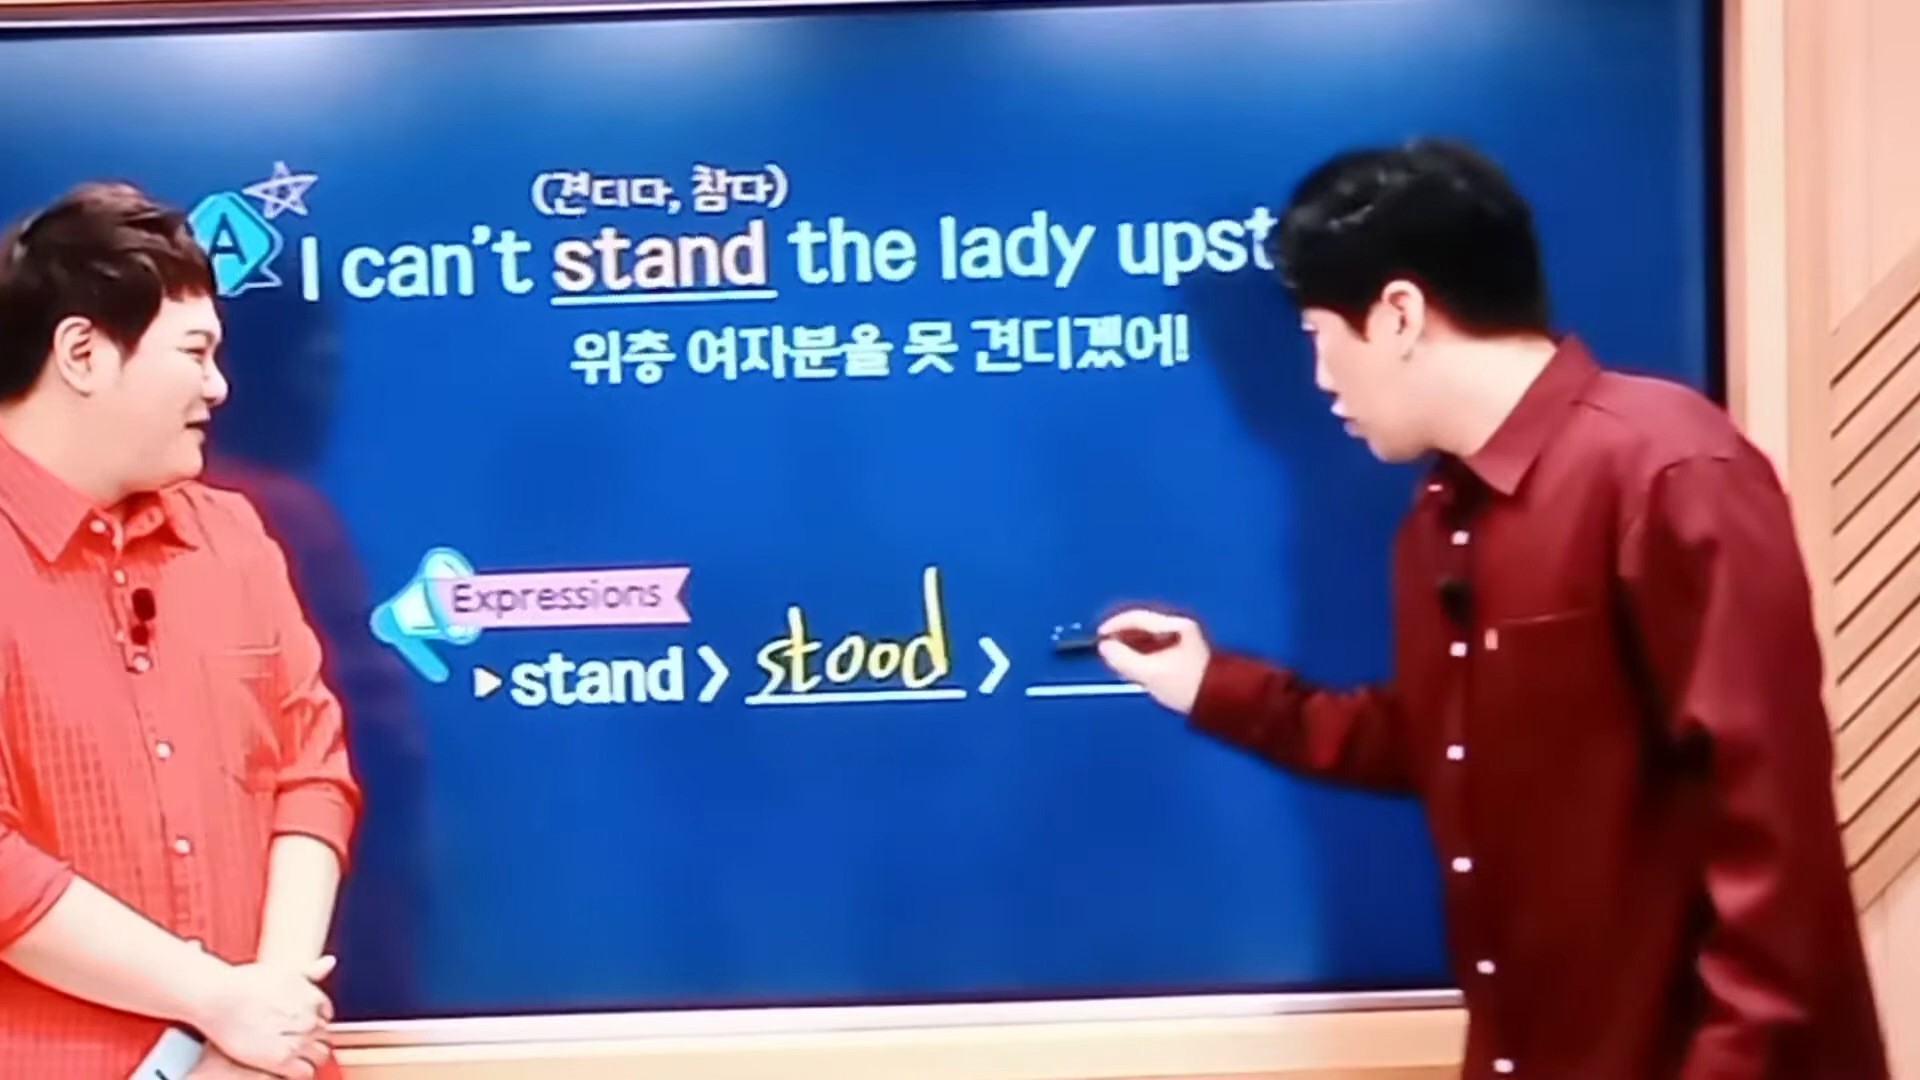 (견디다, 참다)
A I can't stand the lady upst
위층 여자분을 못 견디겠어!
Expressions
▸stand > stood >